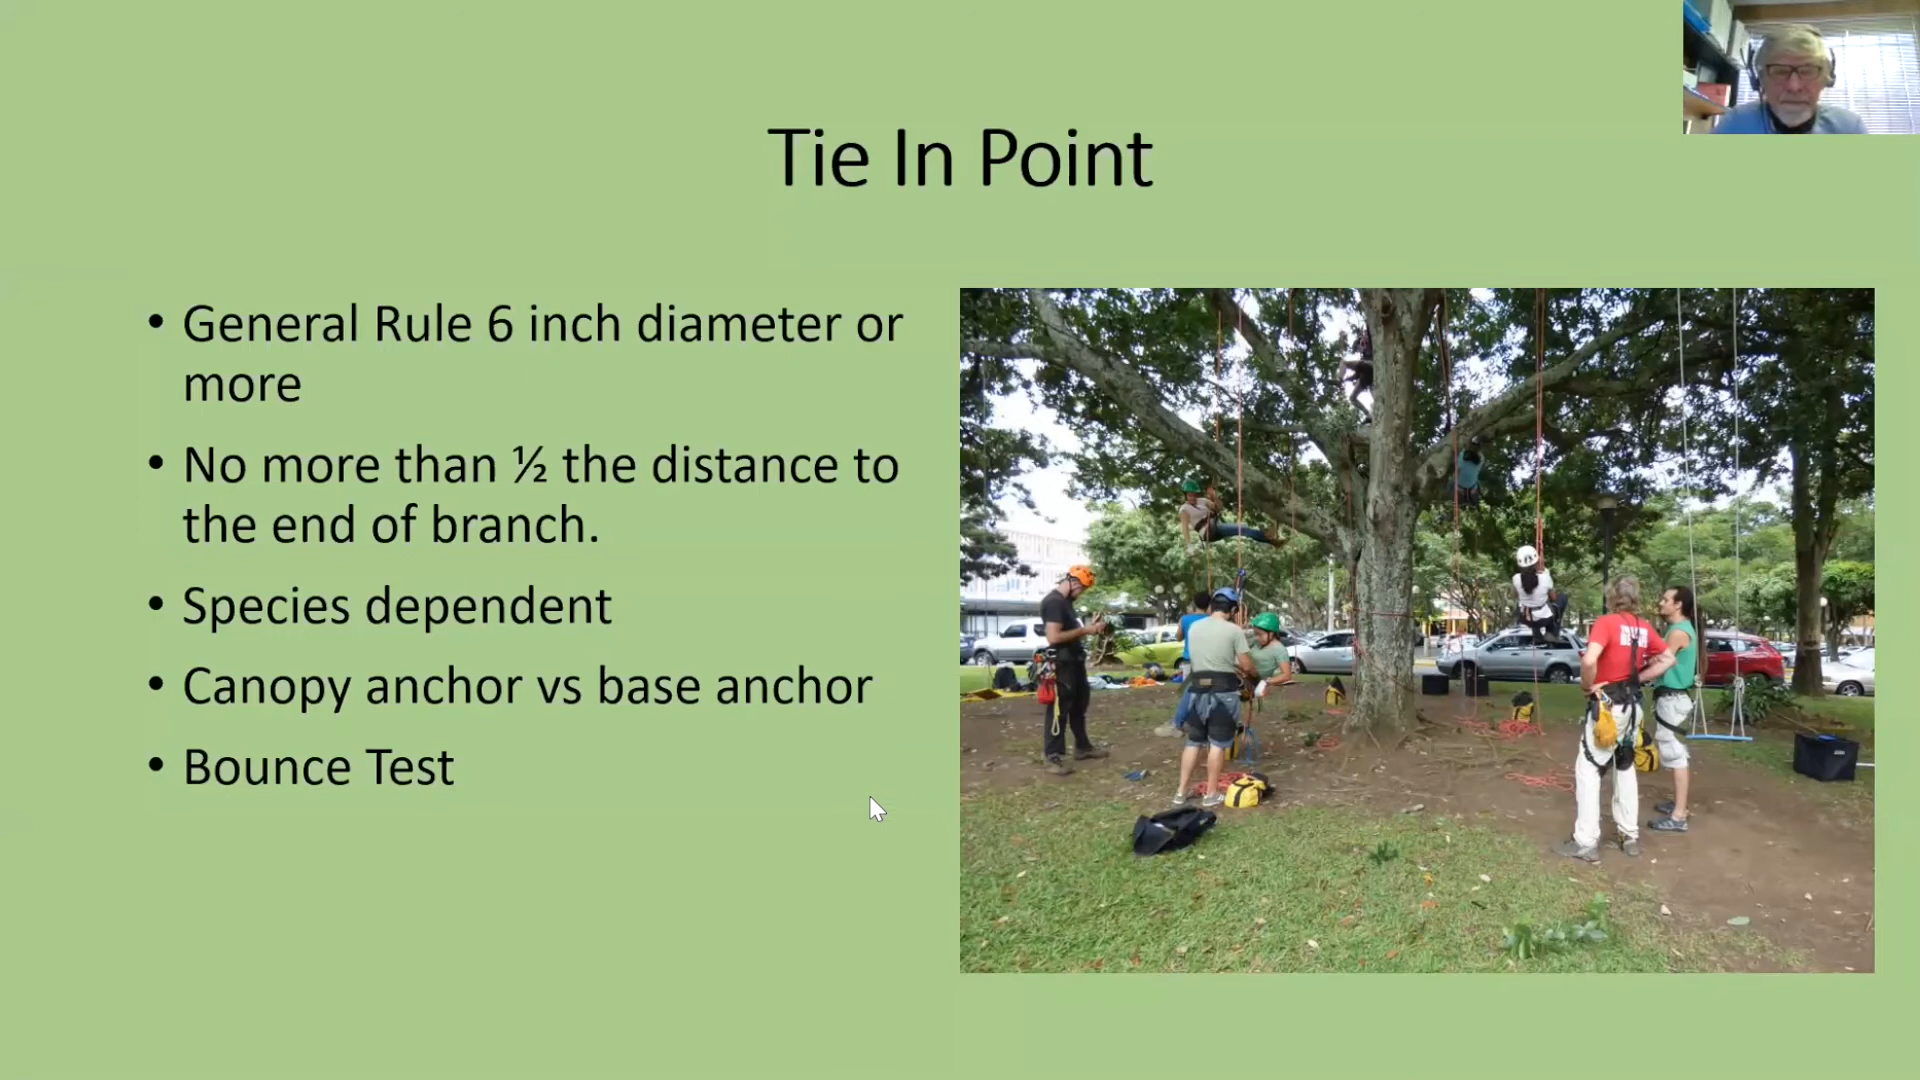 Tie In Point
• General Rule 6 inch diameter or
more
• No more than ½ the distance to
the end of branch.
• Species dependent
• Canopy anchor vs base anchor
• Bounce Test